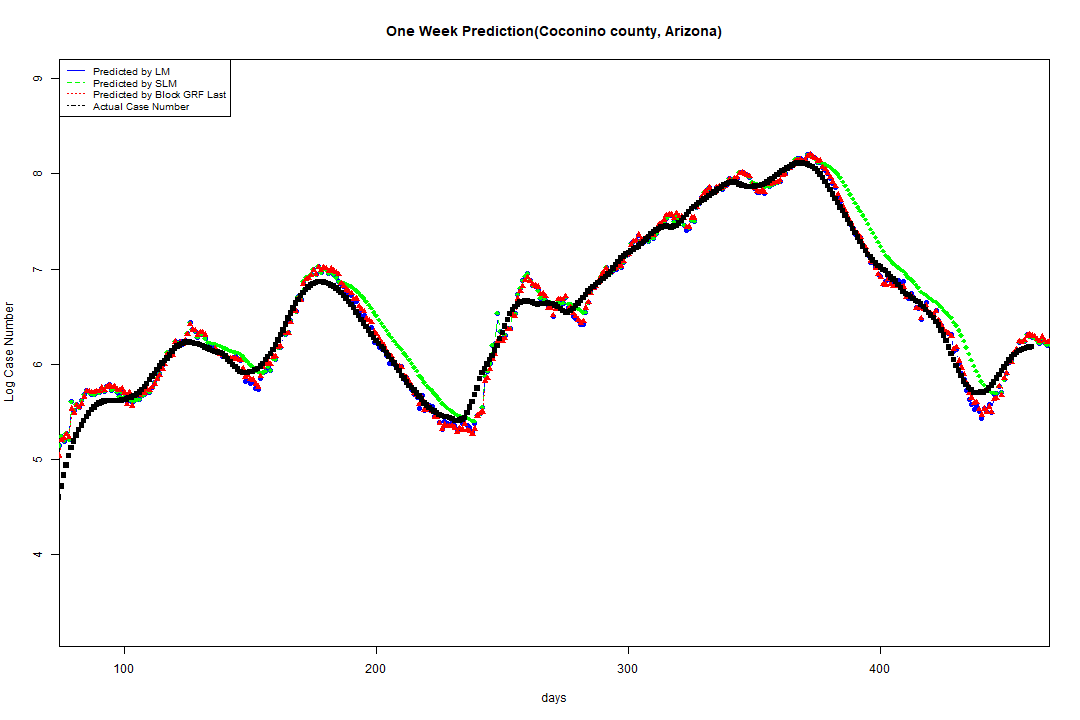 One Week Prediction(Coconino county, Arizona)
Predicted by LM
Predicted by SLM
Predicted by Block GRF Last
Actual Case Number
9
8
7
6
5
4
Log Case Number
100 200 300 400
days